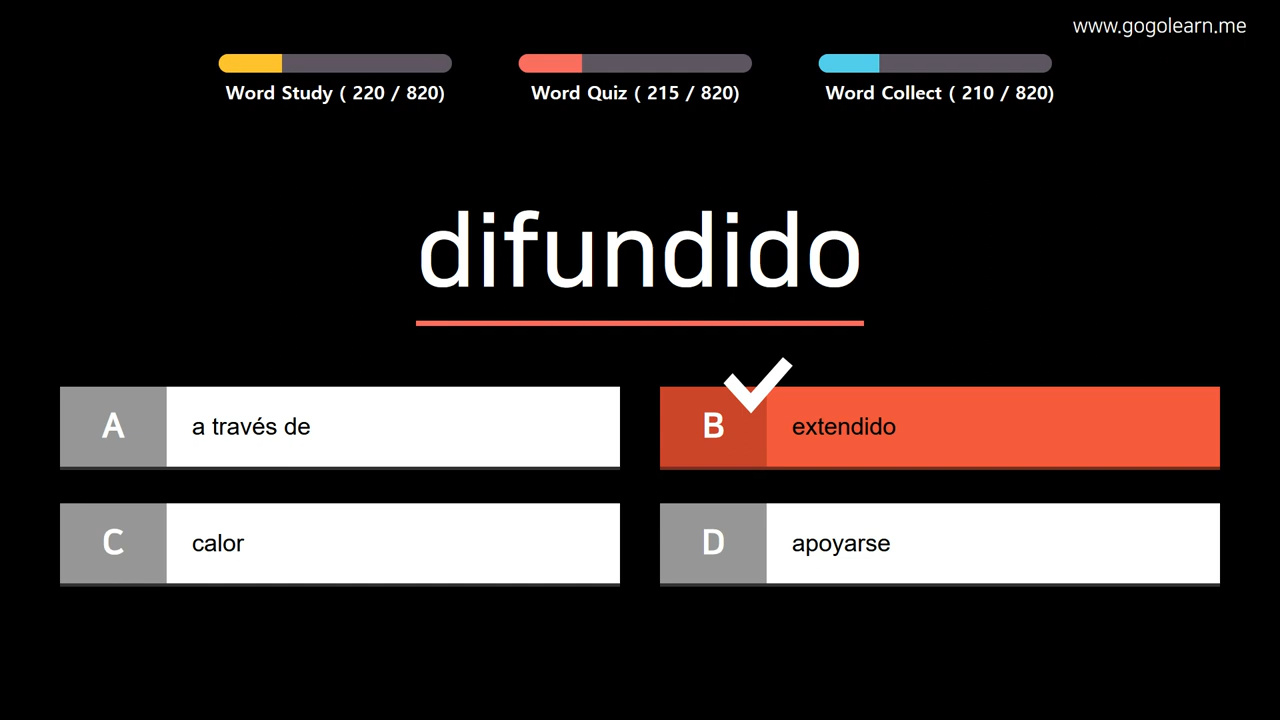 www.gogolearn.me
Word Study ( 220 / 820)
Word Quiz ( 215 / 820)
Word Collect ( 210 / 820)
difundido
A a través de
B extendido
C calor
D apoyarse